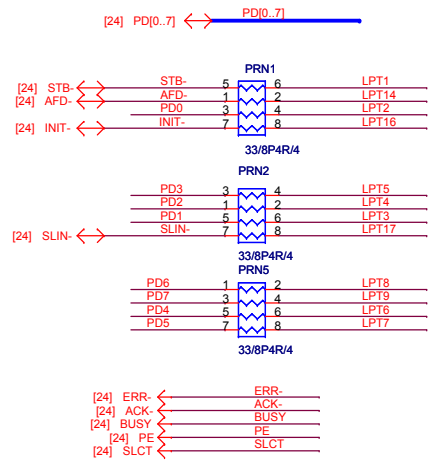 [24] PD[0..7] PD[0..7]
PRN1
[24] STB- STB- 5 6 LPT1
[24] AFD- AFD- 1 2 LPT14
PD0 3 4 LPT2
[24] INIT- INIT- 7 8 LPT16
33/8P4R/4
PRN2
PD3 3 4 LPT5
PD2 1 2 LPT4
PD1 5 6 LPT3
[24] SLIN- SLIN- 7 8 LPT17
33/8P4R/4
PRN5
PD6 1 2 LPT8
PD7 3 4 LPT9
PD4 5 6 LPT6
PD5 7 8 LPT7
33/8P4R/4
[24] ERR- ERR-
[24] ACK- ACK-
[24] BUSY BUSY
[24] PE PE
[24] SLCT SLCT